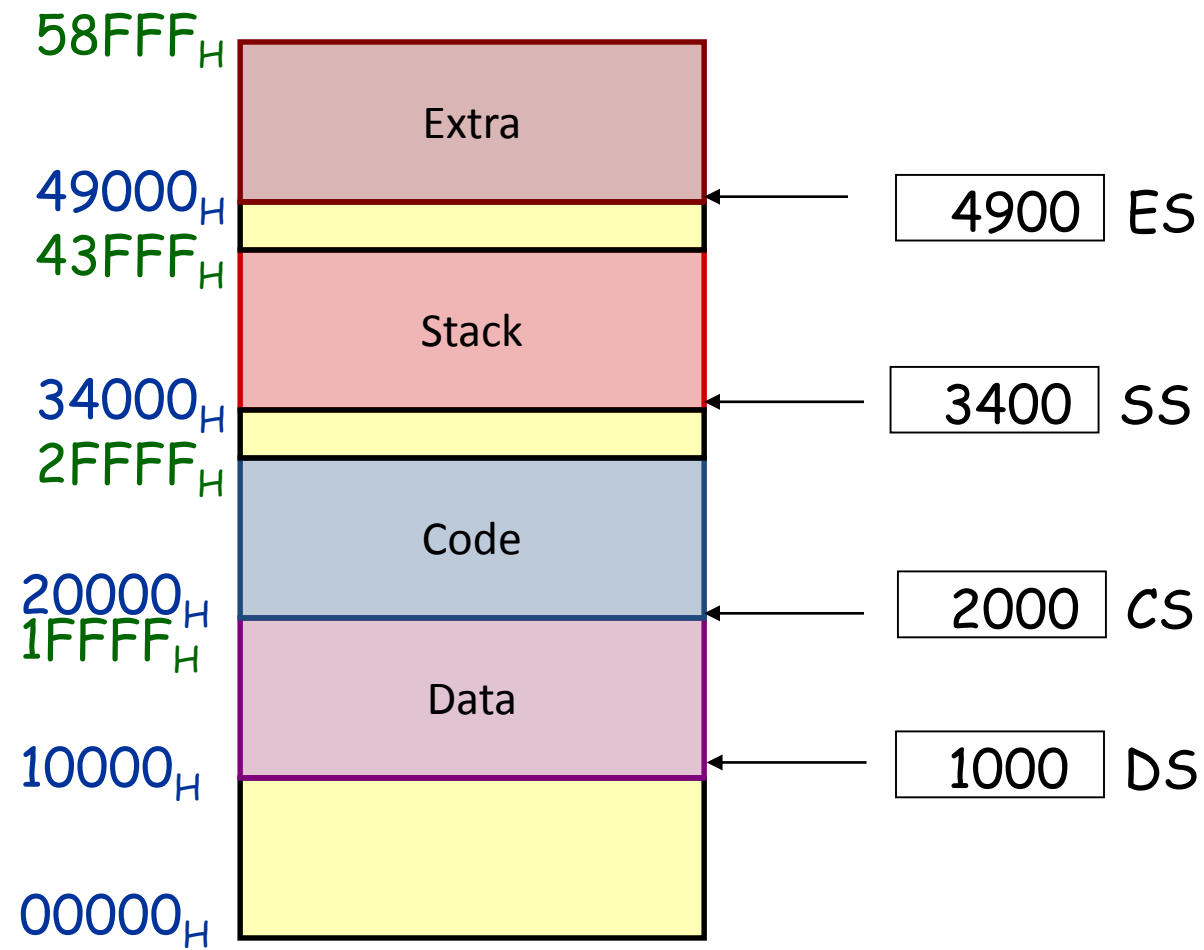 58FFFH
Extra
49000H
4900 ES
43FFFH
Stack
34000H
3400 SS
2FFFFH
Code
20000H
2000 CS
1FFFFH
Data
10000H
1000 DS
00000H